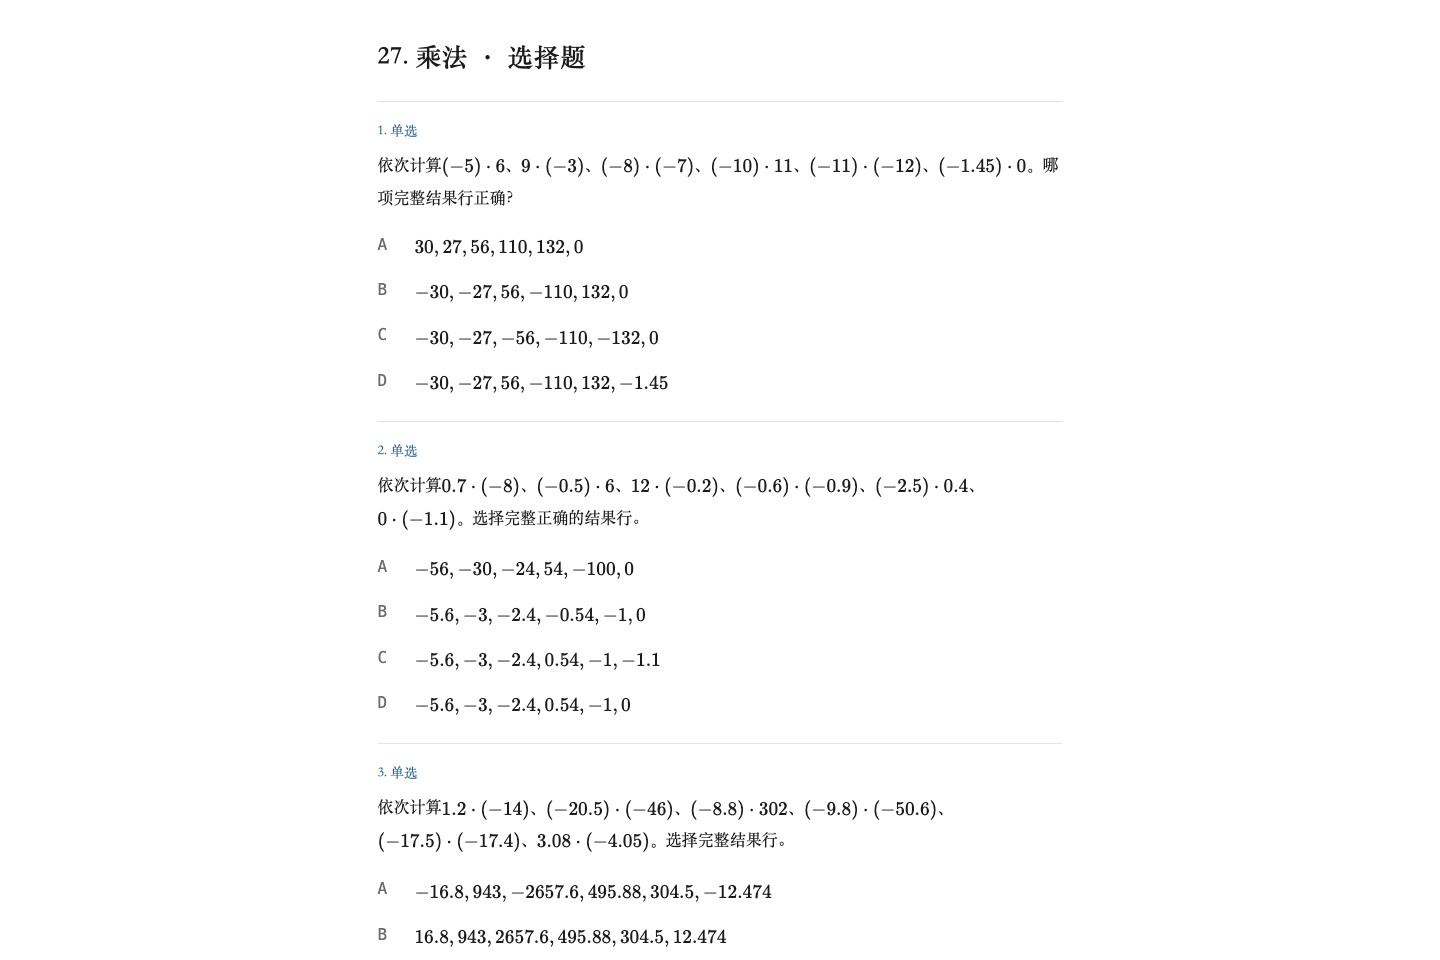 27. 乘法 · 选择题
1. 单选
依次计算(−5) · 6、9 · (−3)、(−8) · (−7)、(−10) · 11、(−11) · (−12)、(−1.45) · 0。哪
项完整结果行正确?
A −30, 27, 56, 110, 132, 0
B −30, −27, 56, −110, 132, 0
C −30, −27, −56, −110, −132, 0
D −30, −27, 56, −110, 132, −1.45
2. 单选
依次计算0.7 · (−8)、(−0.5) · 6、12 · (−0.2)、(−0.6) · (−0.9)、(−2.5) · 0.4、
0 · (−1.1)。选择完整正确的结果行。
A −56, −30, −24, 54, −100, 0
B −5.6, −3, −2.4, −0.54, −1, 0
C −5.6, −3, −2.4, 0.54, −1, −1.1
D −5.6, −3, −2.4, 0.54, −1, 0
3. 单选
依次计算1.2 · (−14)、(−20.5) · (−46)、(−8.8) · 302、(−9.8) · (−50.6)、
(−17.5) · (−17.4)、3.08 · (−4.05)。选择完整结果行。
A −16.8, 943, −2657.6, 495.88, 304.5, −12.474
B 16.8, 943, 2657.6, 495.88, 304.5, 12.474